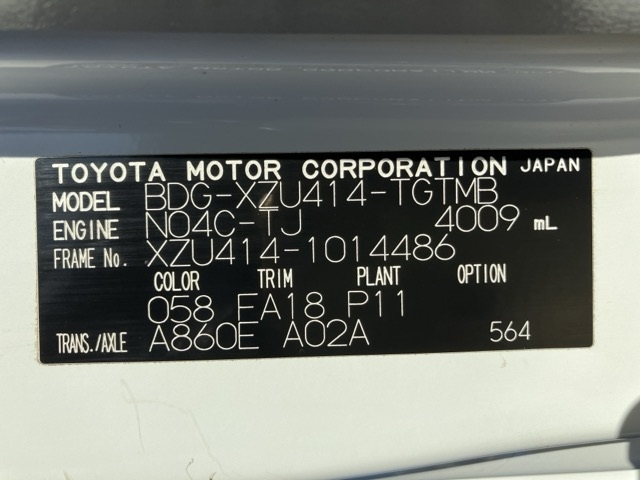 TOYOTA MOTOR CORPORATION JAPAN
MODEL BDG-XZU414-TGTMB
ENGINE N04C-TJ 4009 mL
FRAME No. XZU414-1014486
COLOR TRIM PLANT OPTION
058 FA18 P11
TRANS./AXLE A860E A02A 564